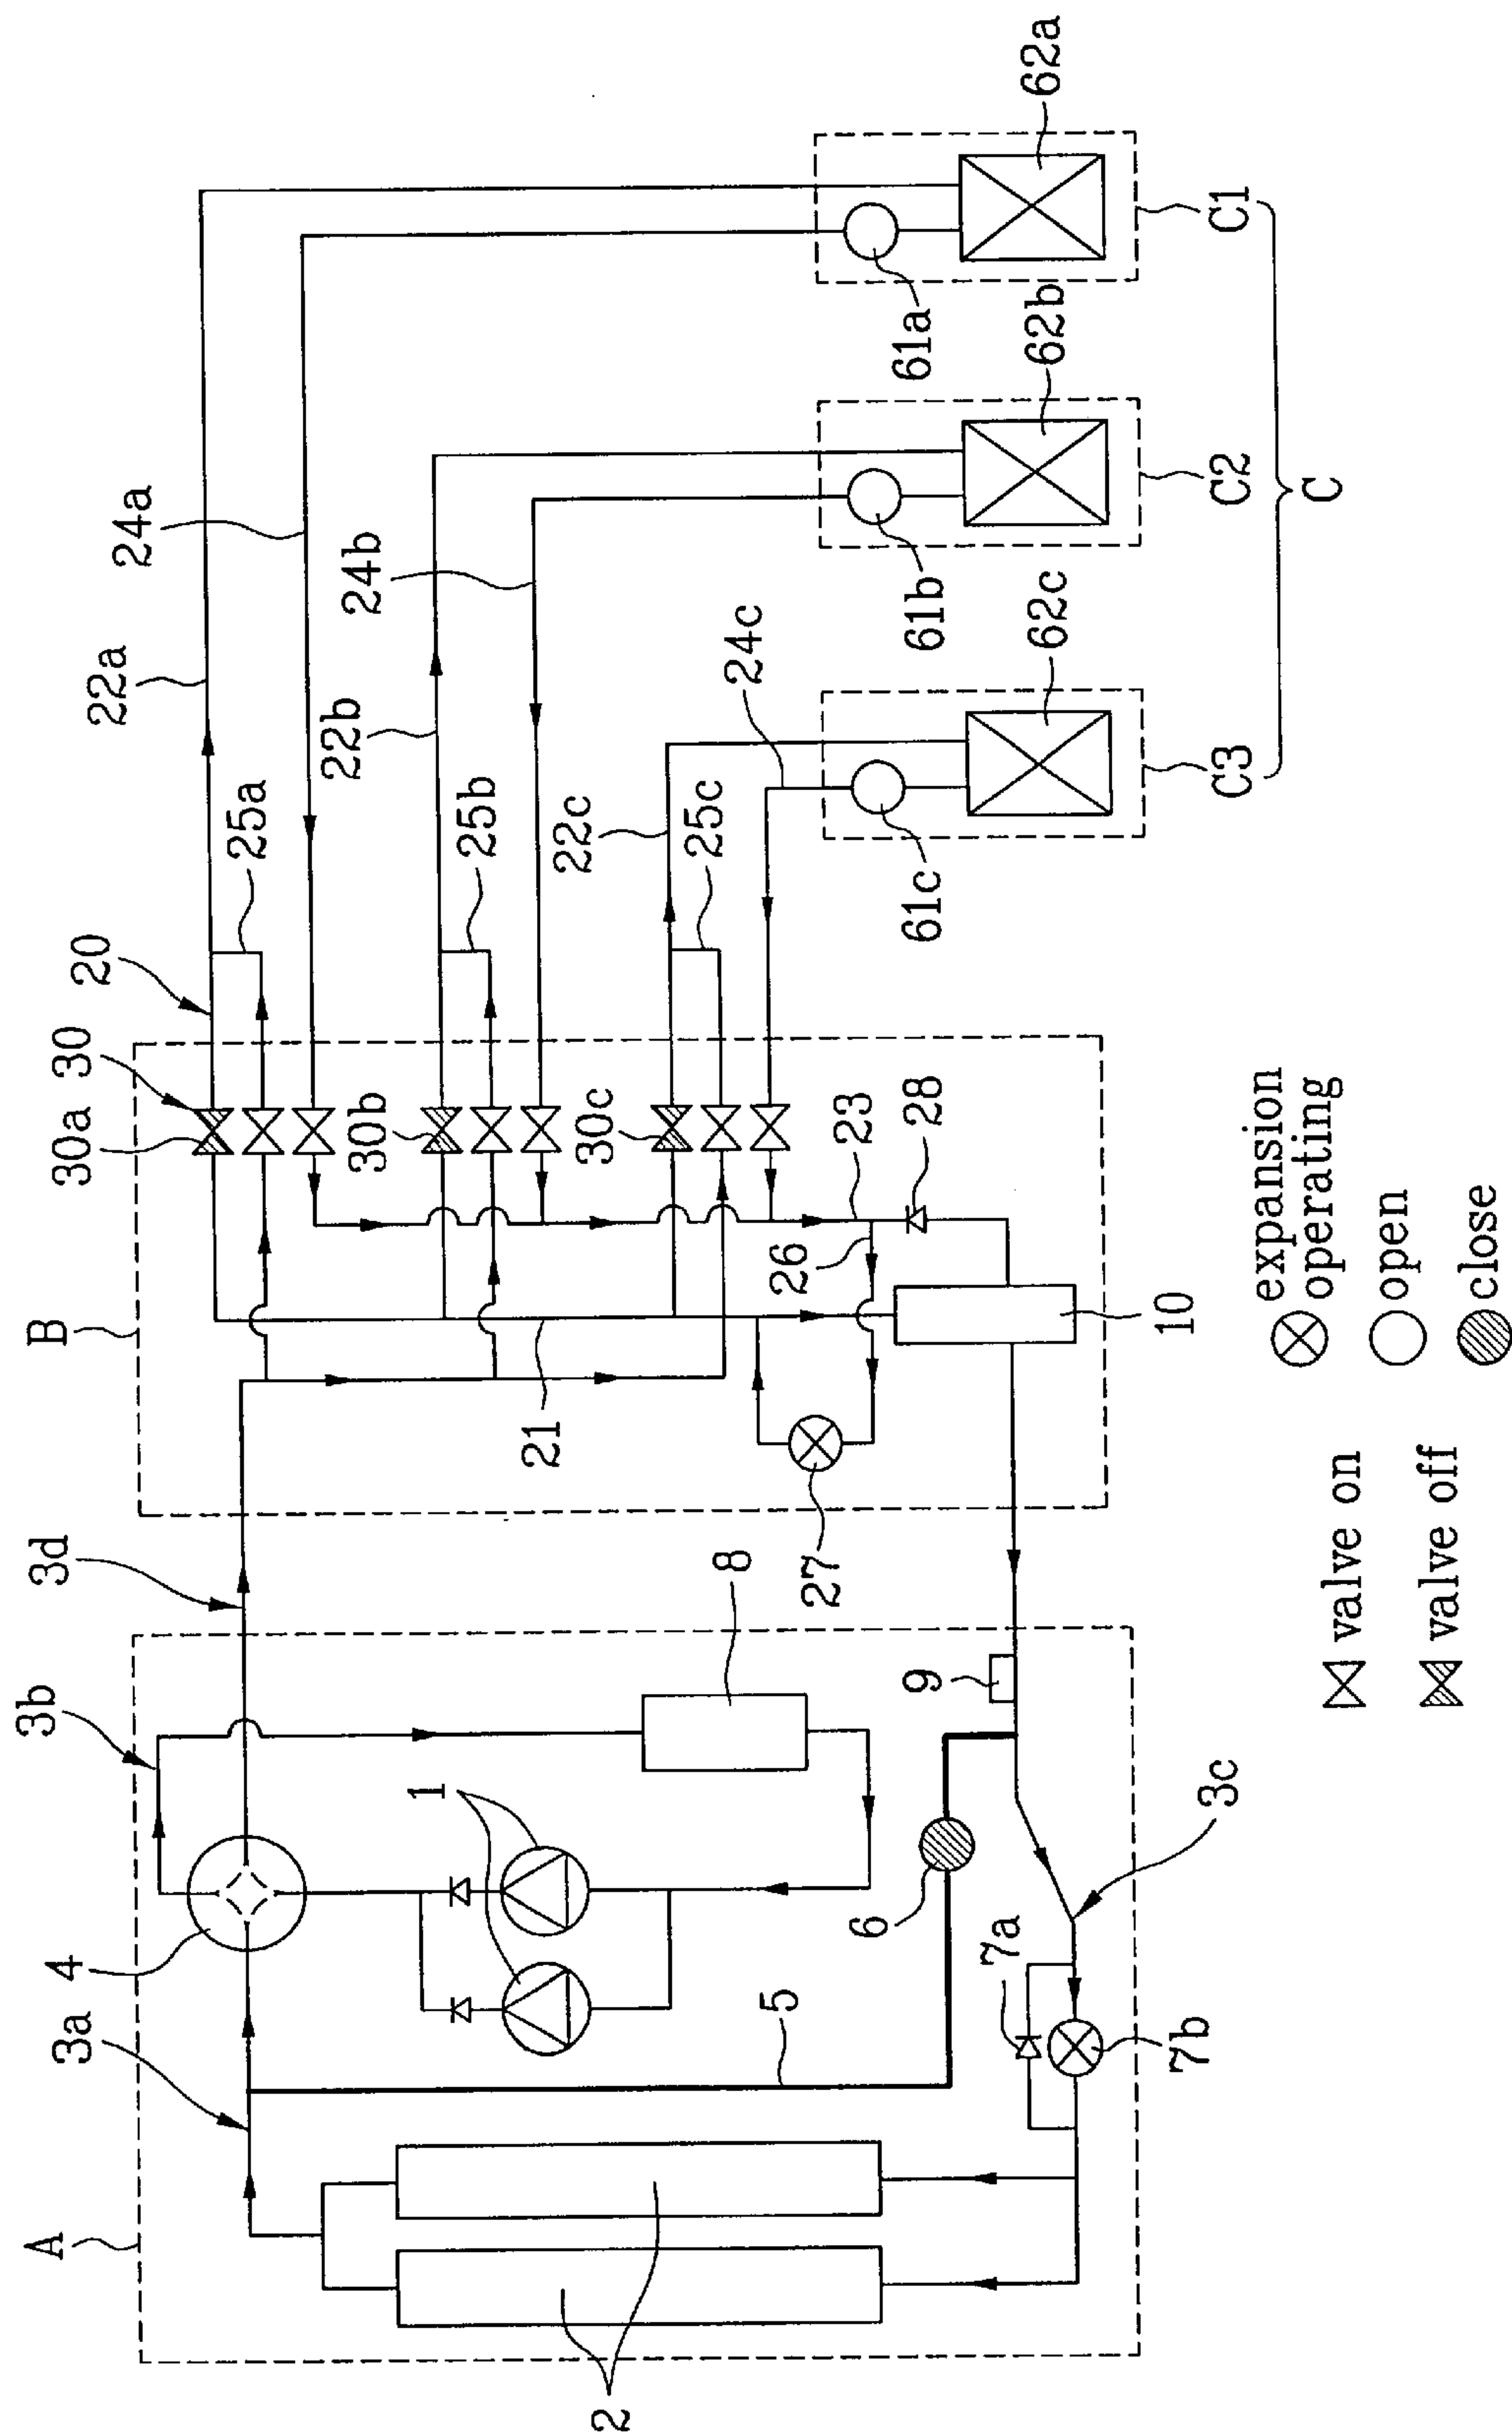 A
3a
4
3b
3d
B
30a
30
20
25a
22a
24a
62a
30b
25b
22b
24b
62b
30c
25c
22c
24c
62c
61a
61b
61c
C1
C2
C3
C
2
1
8
5
6
9
7a
7b
3c
21
27
26
23
28
10
valve on
valve off
expansion
operating
open
close